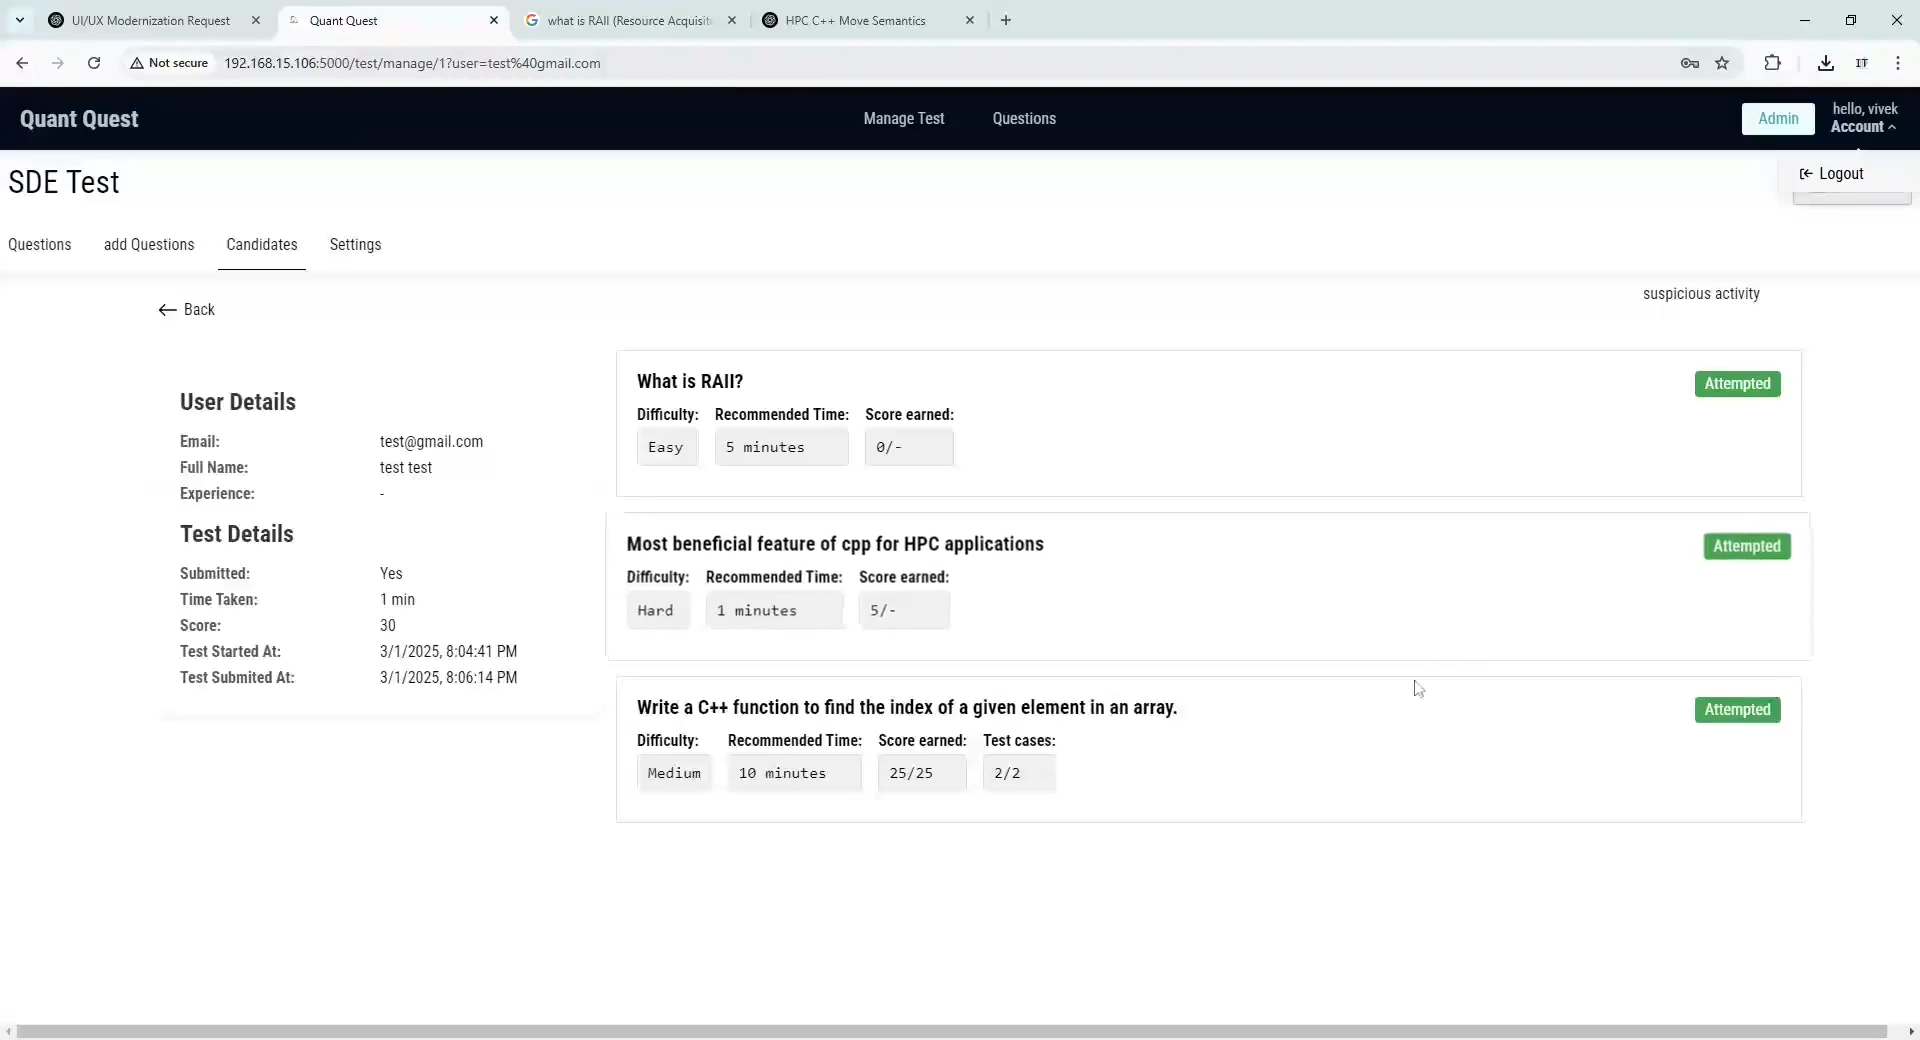 UI/UX Modernization Request
Quant Quest
what is RAII (Resource Acquisit
HPC C++ Move Semantics
Not secure
192.168.15.106:5000/test/manage/1?user=test%40gmail.com
Quant Quest
Manage Test
Questions
Admin
hello, vivek
Account
SDE Test
Logout
Questions
add Questions
Candidates
Settings
Back
suspicious activity
User Details
Email: test@gmail.com
Full Name: test test
Experience: -
Test Details
Submitted: Yes
Time Taken: 1 min
Score: 30
Test Started At: 3/1/2025, 8:04:41 PM
Test Submited At: 3/1/2025, 8:06:14 PM
What is RAII?
Attempted
Difficulty: Recommended Time: Score earned:
Easy 5 minutes 0/-
Most beneficial feature of cpp for HPC applications
Attempted
Difficulty: Recommended Time: Score earned:
Hard 1 minutes 5/-
Write a C++ function to find the index of a given element in an array.
Attempted
Difficulty: Recommended Time: Score earned: Test cases:
Medium 10 minutes 25/25 2/2